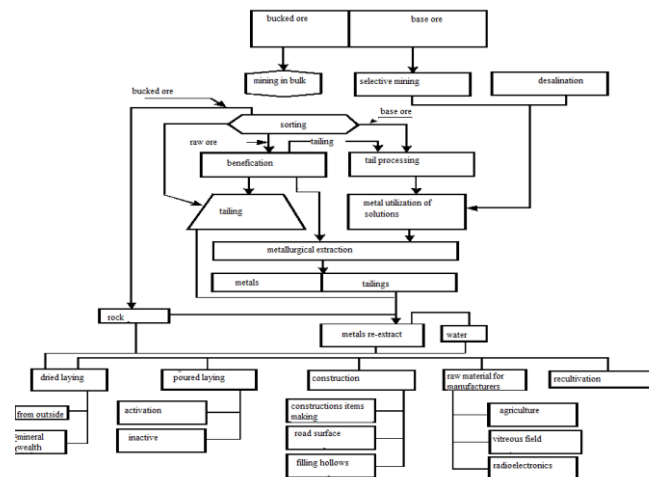 bucked ore
base ore
mining in bulk
selective mining
desalination
bucked ore
sorting
base ore
raw ore
tailing
benefication
tail processing
tailing
metal utilization of
solutions
metallurgical extraction
metals
tailings
rock
metals re-extract
water
dried laying
poured laying
construction
raw material for
manufacturers
recultivation
from outside
mineral
wealth
activation
inactive
constructions items
making
road surface
filling hollows
agriculture
vitreous field
radioelectronics